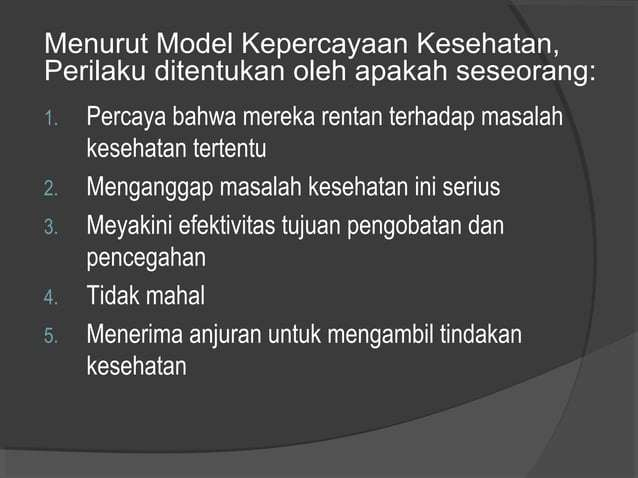 Menurut Model Kepercayaan Kesehatan,
Perilaku ditentukan oleh apakah seseorang:
1. Percaya bahwa mereka rentan terhadap masalah
kesehatan tertentu
2. Menganggap masalah kesehatan ini serius
3. Meyakini efektivitas tujuan pengobatan dan
pencegahan
4. Tidak mahal
5. Menerima anjuran untuk mengambil tindakan
kesehatan